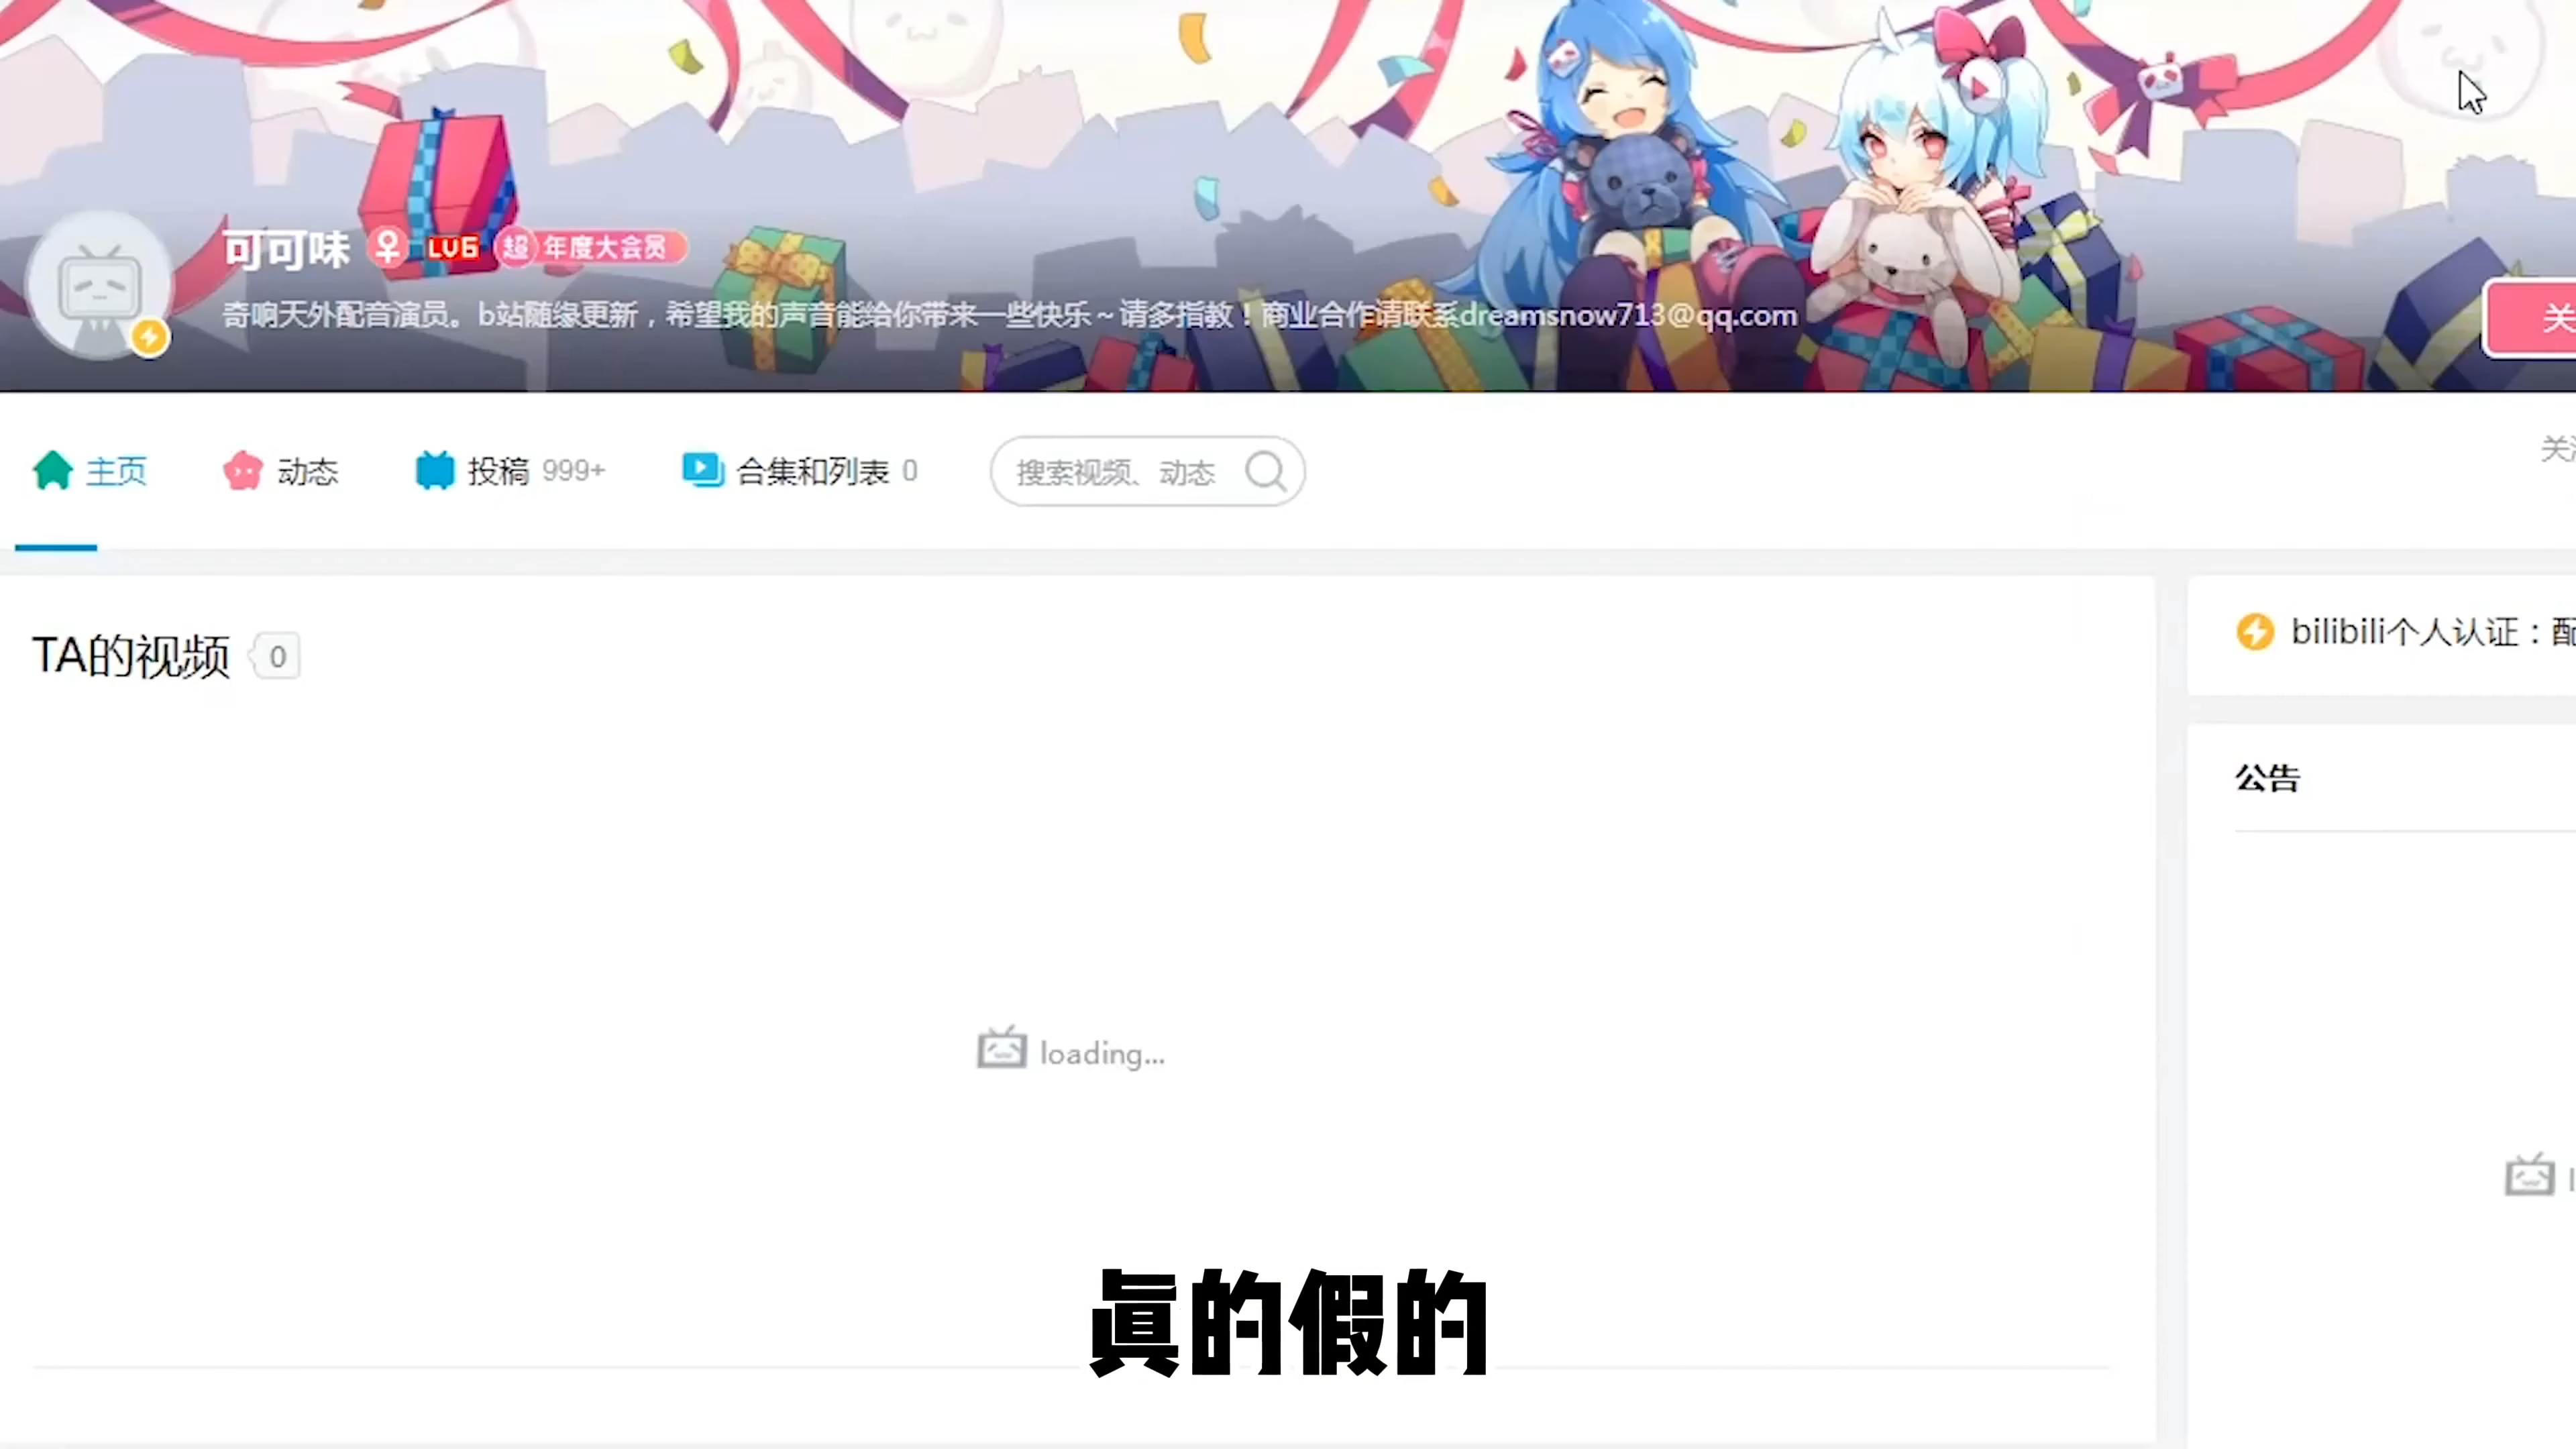 可可味 LV6 超 年度大会员
奇响天外配音演员。b站随缘更新，希望我的声音能给你带来一些快乐～请多指教！商业合作请联系dreamsnow713@qq.com
关
主页 动态 投稿 999+ 合集和列表 0 搜索视频、动态
TA的视频 0
bilibili个人认证：配
公告
loading...
真的假的